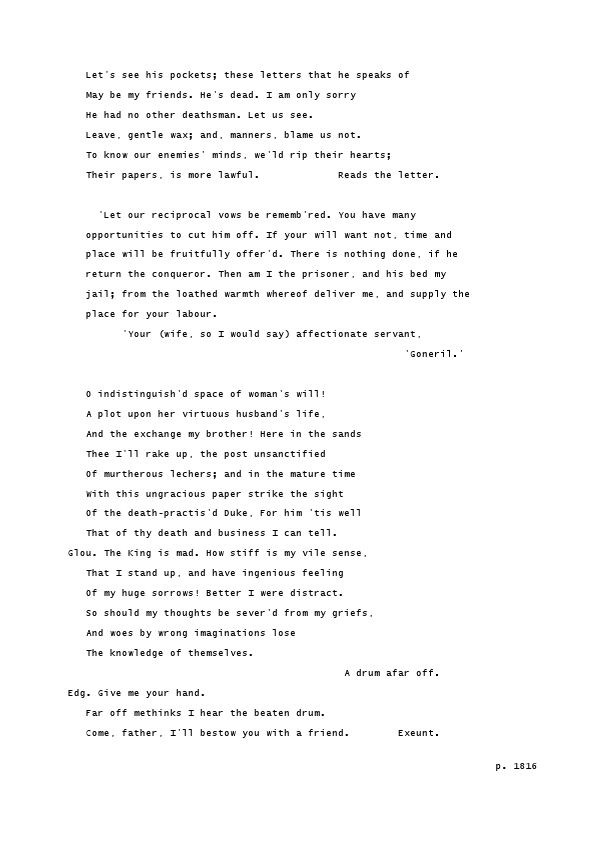 Let's see his pockets; these letters that he speaks of
May be my friends. He's dead. I am only sorry
He had no other deathsman. Let us see.
Leave, gentle wax; and, manners, blame us not.
To know our enemies' minds, we'ld rip their hearts;
Their papers, is more lawful.             Reads the letter.

'Let our reciprocal vows be rememb'red. You have many
opportunities to cut him off. If your will want not, time and
place will be fruitfully offer'd. There is nothing done, if he
return the conqueror. Then am I the prisoner, and his bed my
jail; from the loathed warmth whereof deliver me, and supply the
place for your labour.
'Your (wife, so I would say) affectionate servant,
'Goneril.'

O indistinguish'd space of woman's will!
A plot upon her virtuous husband's life,
And the exchange my brother! Here in the sands
Thee I'll rake up, the post unsanctified
Of murtherous lechers; and in the mature time
With this ungracious paper strike the sight
Of the death-practis'd Duke, For him 'tis well
That of thy death and business I can tell.
Glou. The King is mad. How stiff is my vile sense,
That I stand up, and have ingenious feeling
Of my huge sorrows! Better I were distract.
So should my thoughts be sever'd from my griefs,
And woes by wrong imaginations lose
The knowledge of themselves.
A drum afar off.
Edg. Give me your hand.
Far off methinks I hear the beaten drum.
Come, father, I'll bestow you with a friend.        Exeunt.

p. 1816